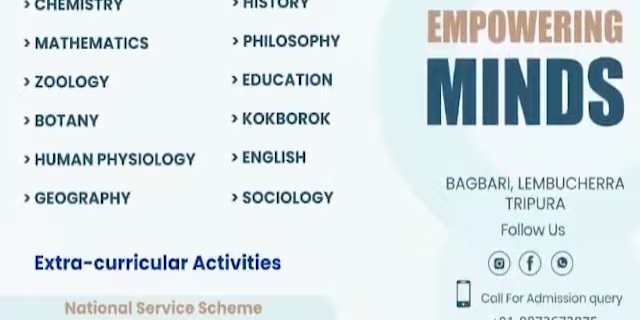 > CHEMISTRY
> MATHEMATICS
> ZOOLOGY
> BOTANY
> HUMAN PHYSIOLOGY
> GEOGRAPHY
> HISTORY
> PHILOSOPHY
> EDUCATION
> KOKBOROK
> ENGLISH
> SOCIOLOGY
Extra-curricular Activities
National Service Scheme
EMPOWERING
MINDS
BAGBARI, LEMBUCHERRA
TRIPURA
Follow Us
Call For Admission query